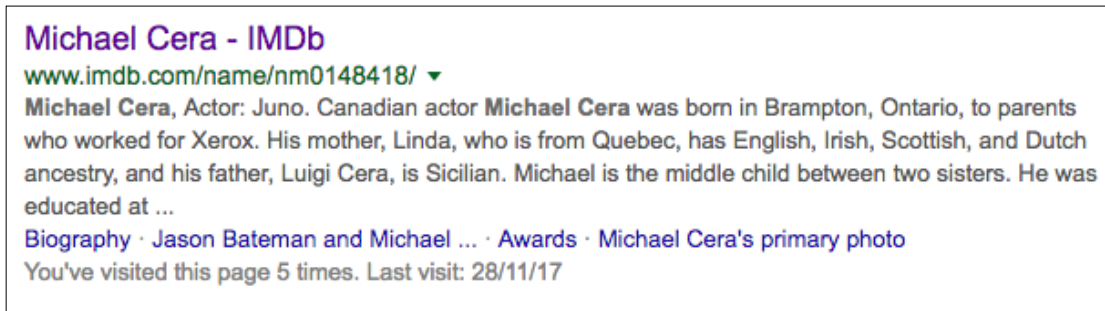 Michael Cera - IMDb
www.imdb.com/name/nm0148418/
Michael Cera, Actor: Juno. Canadian actor Michael Cera was born in Brampton, Ontario, to parents
who worked for Xerox. His mother, Linda, who is from Quebec, has English, Irish, Scottish, and Dutch
ancestry, and his father, Luigi Cera, is Sicilian. Michael is the middle child between two sisters. He was
educated at ...
Biography · Jason Bateman and Michael ... · Awards · Michael Cera's primary photo
You've visited this page 5 times. Last visit: 28/11/17